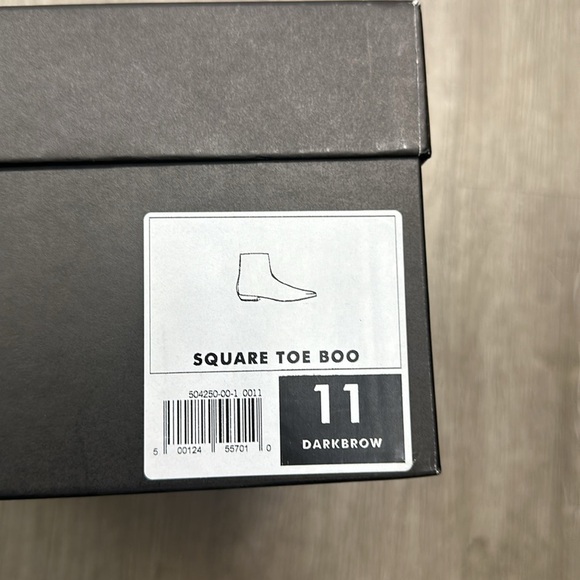 SQUARE TOE BOO
504250-00-1 0011
5 00124 55701 0
11
DARKBROW